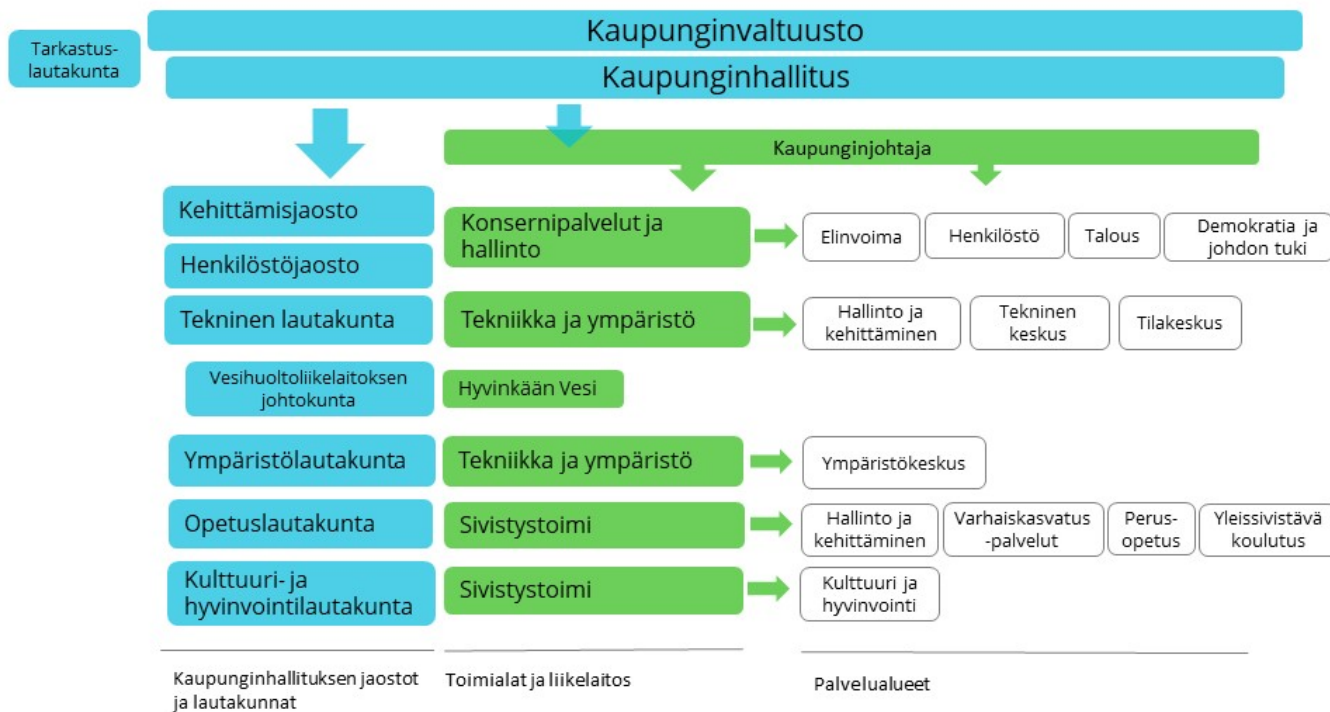 Kaupunginvaltuusto
Tarkastus-
lautakunta
Kaupunginhallitus
Kaupunginjohtaja
Kehittämisjaosto
Henkilöstöjaosto
Konsernipalvelut ja
hallinto
Elinvoima
Henkilöstö
Talous
Demokratia ja
johdon tuki
Tekninen lautakunta
Tekniikka ja ympäristö
Hallinto ja
kehittäminen
Tekninen
keskus
Tilakeskus
Vesihuoltoliikelaitoksen
johtokunta
Hyvinkään Vesi
Ympäristölautakunta
Tekniikka ja ympäristö
Ympäristökeskus
Opetuslautakunta
Sivistystoimi
Hallinto ja
kehittäminen
Varhaiskasvatus
-palvelut
Perus-
opetus
Yleissivistävä
koulutus
Kulttuuri- ja
hyvinvointilautakunta
Sivistystoimi
Kulttuuri ja
hyvinvointi
Kaupunginhallituksen jaostot
ja lautakunnat
Toimialat ja liikelaitos
Palvelualueet